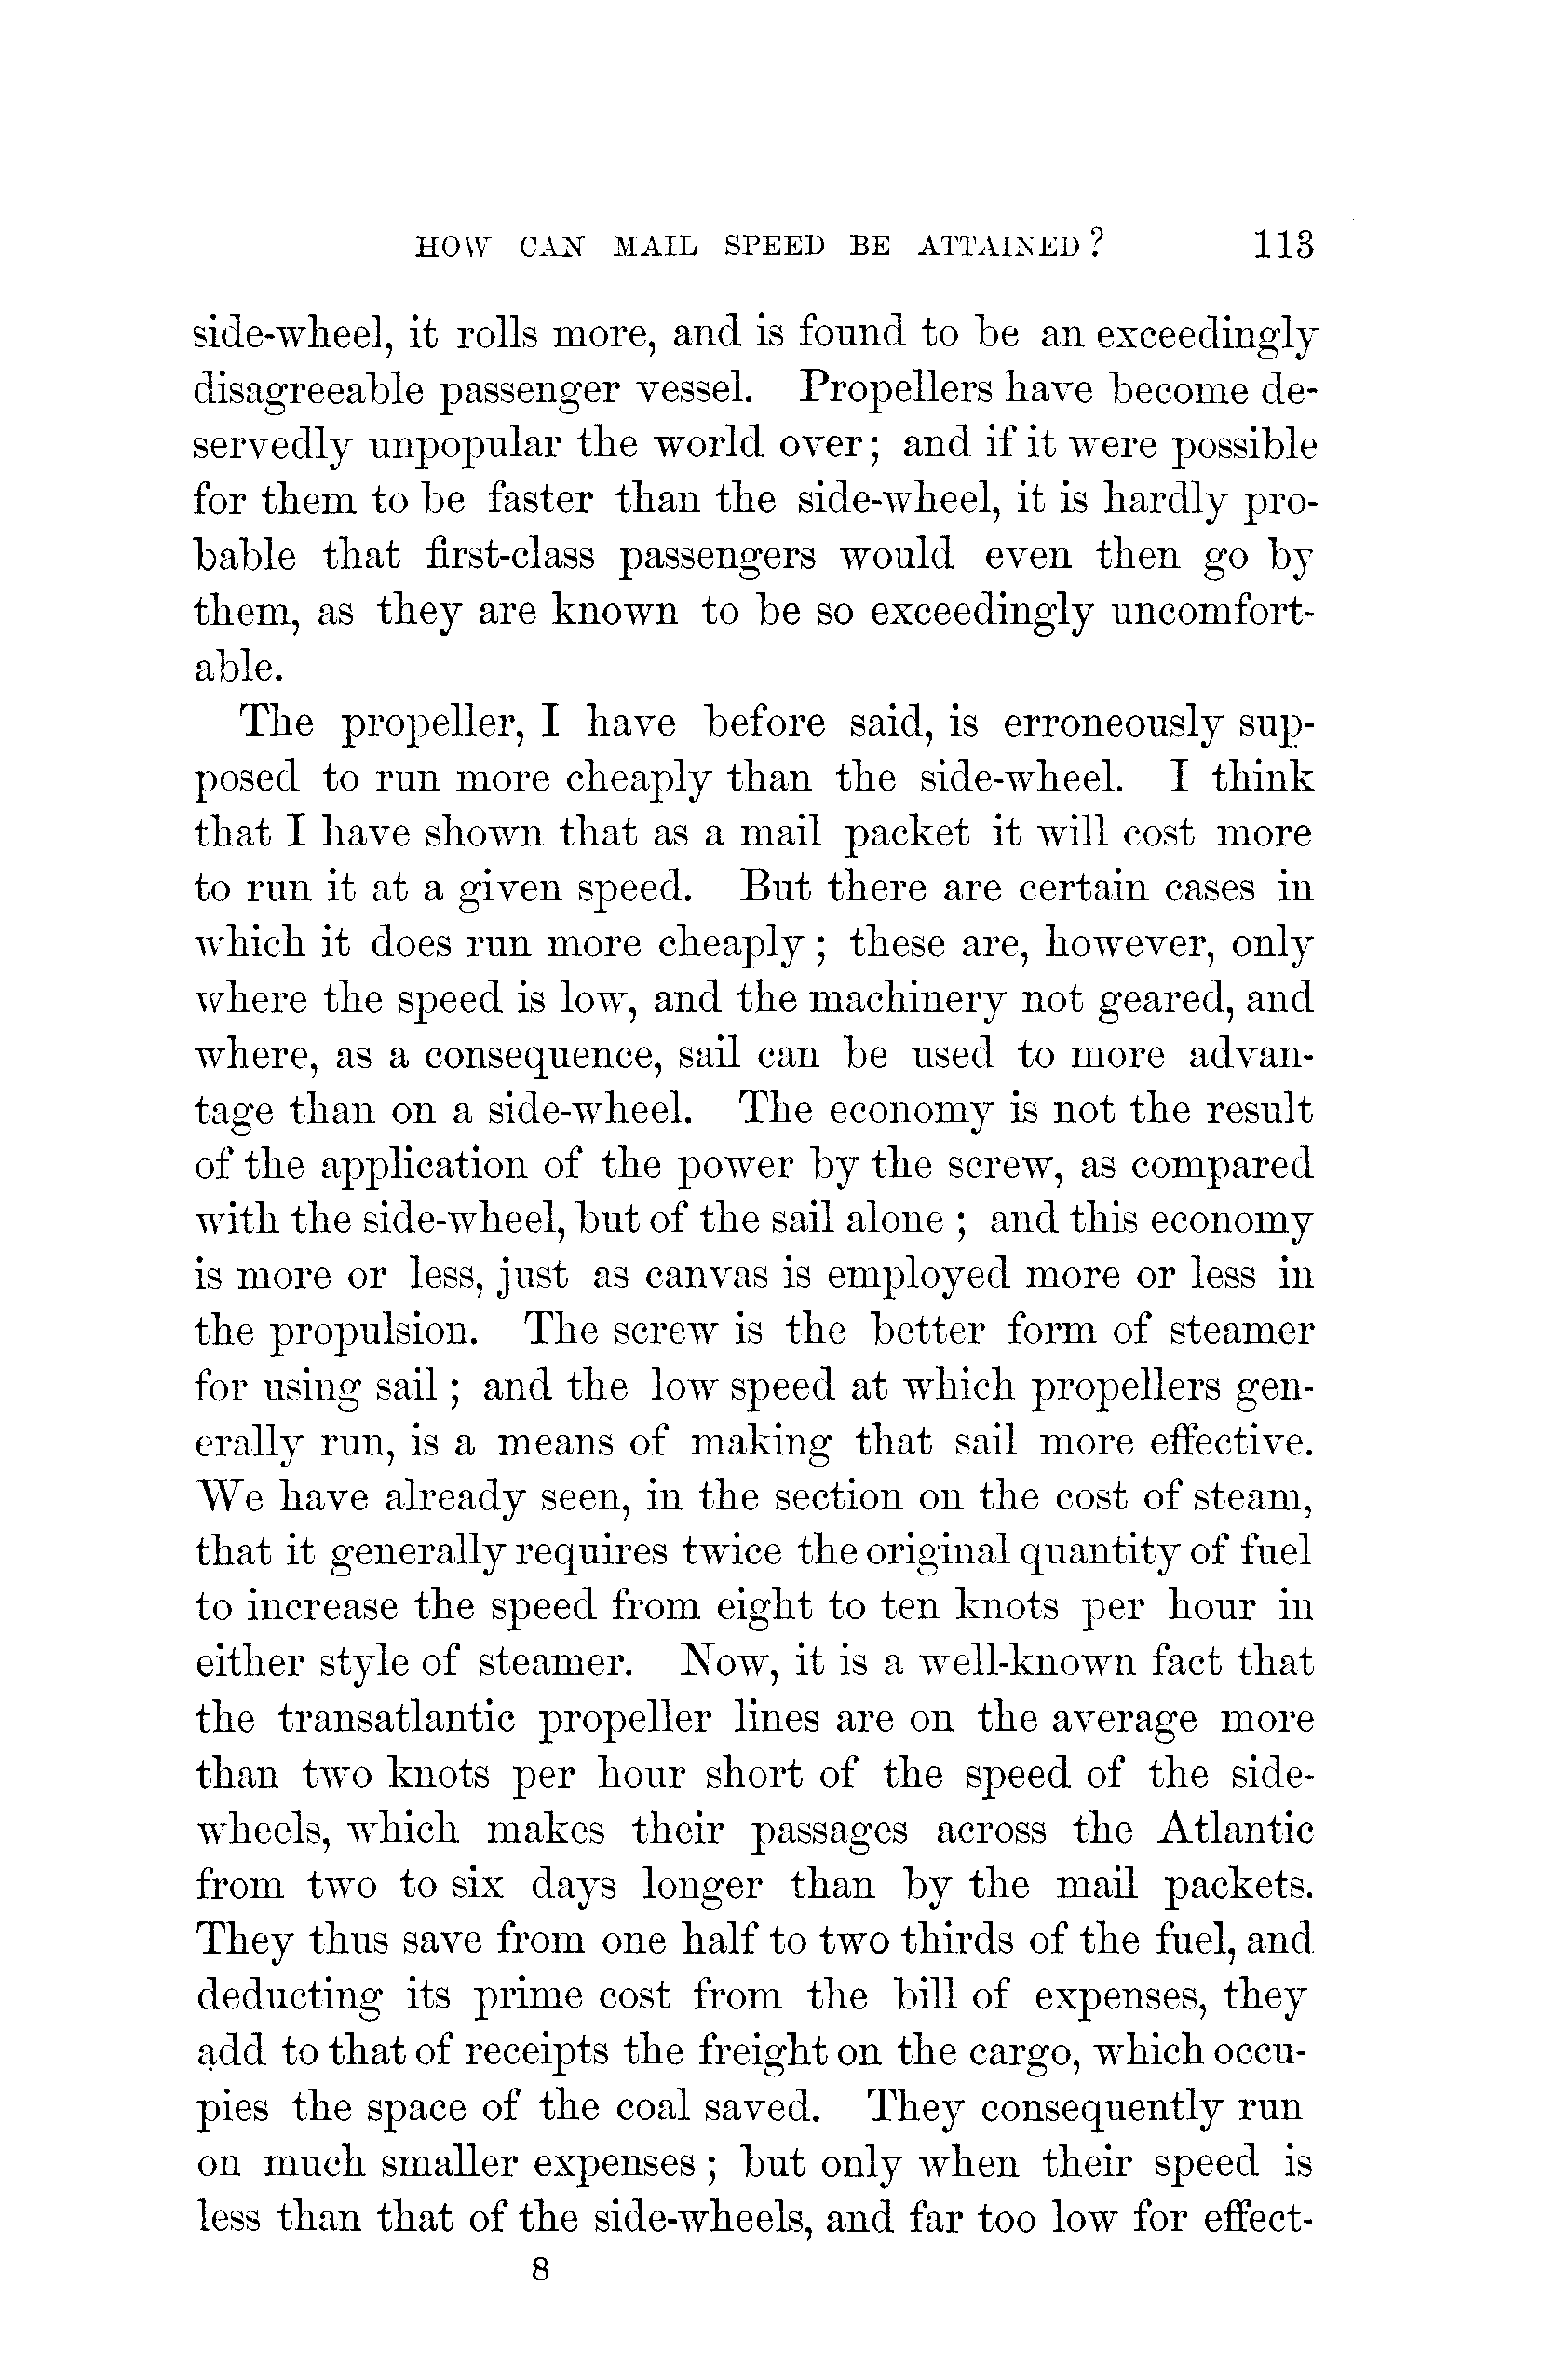 HOW CAN MAIL SPEED BE ATTAINED? 113
side-wheel, it rolls more, and is found to be an exceedingly
disagreeable passenger vessel. Propellers have become de-
servedly unpopular the world over; and if it were possible
for them to be faster than the side-wheel, it is hardly pro-
bable that first-class passengers would even then go by
them, as they are known to be so exceedingly uncomfort-
able.
The propeller, I have before said, is erroneously sup-
posed to run more cheaply than the side-wheel. I think
that I have shown that as a mail packet it will cost more
to run it at a given speed. But there are certain cases in
which it does run more cheaply; these are, however, only
where the speed is low, and the machinery not geared, and
where, as a consequence, sail can be used to more advan-
tage than on a side-wheel. The economy is not the result
of the application of the power by the screw, as compared
with the side-wheel, but of the sail alone; and this economy
is more or less, just as canvas is employed more or less in
the propulsion. The screw is the better form of steamer
for using sail; and the low speed at which propellers gen-
erally run, is a means of making that sail more effective.
We have already seen, in the section on the cost of steam,
that it generally requires twice the original quantity of fuel
to increase the speed from eight to ten knots per hour in
either style of steamer. Now, it is a well-known fact that
the transatlantic propeller lines are on the average more
than two knots per hour short of the speed of the side-
wheels, which makes their passages across the Atlantic
from two to six days longer than by the mail packets.
They thus save from one half to two thirds of the fuel, and
deducting its prime cost from the bill of expenses, they
add to that of receipts the freight on the cargo, which occu-
pies the space of the coal saved. They consequently run
on much smaller expenses; but only when their speed is
less than that of the side-wheels, and far too low for effect-
8